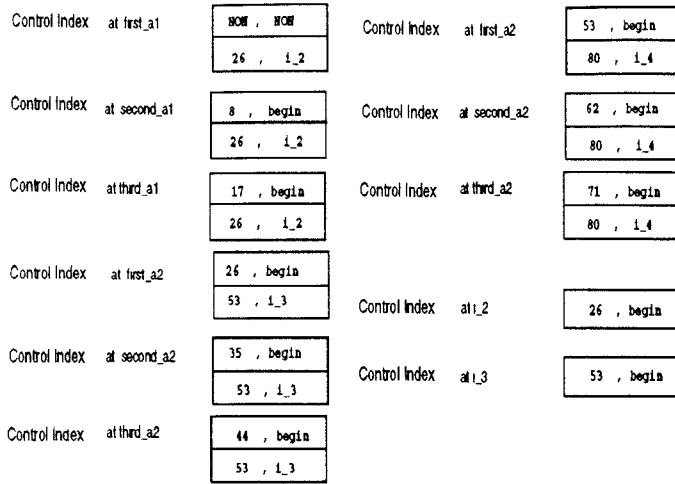 Control Index at first_a1
NOW , NOW
26 , i_2
Control Index at second_a1
8 , begin
26 , i_2
Control Index at third_a1
17 , begin
26 , i_2
Control Index at first_a2
26 , begin
53 , i_3
Control Index at second_a2
35 , begin
53 , i_3
Control Index at third_a2
44 , begin
53 , i_3
Control Index at first_a2
53 , begin
80 , i_4
Control Index at second_a2
62 , begin
80 , i_4
Control Index at third_a2
71 , begin
80 , i_4
Control Index at i_2
26 , begin
Control Index at i_3
53 , begin